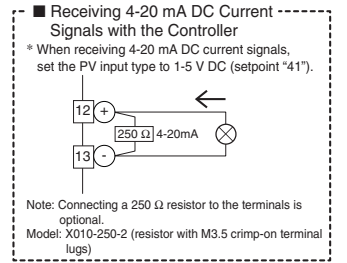 ■ Receiving 4-20 mA DC Current
Signals with the Controller
* When receiving 4-20 mA DC current signals,
set the PV input type to 1-5 V DC (setpoint “41”).
12 +
250 Ω 4-20mA
13 -
Note: Connecting a 250 Ω resistor to the terminals is
optional.
Model: X010-250-2 (resistor with M3.5 crimp-on terminal
lugs)